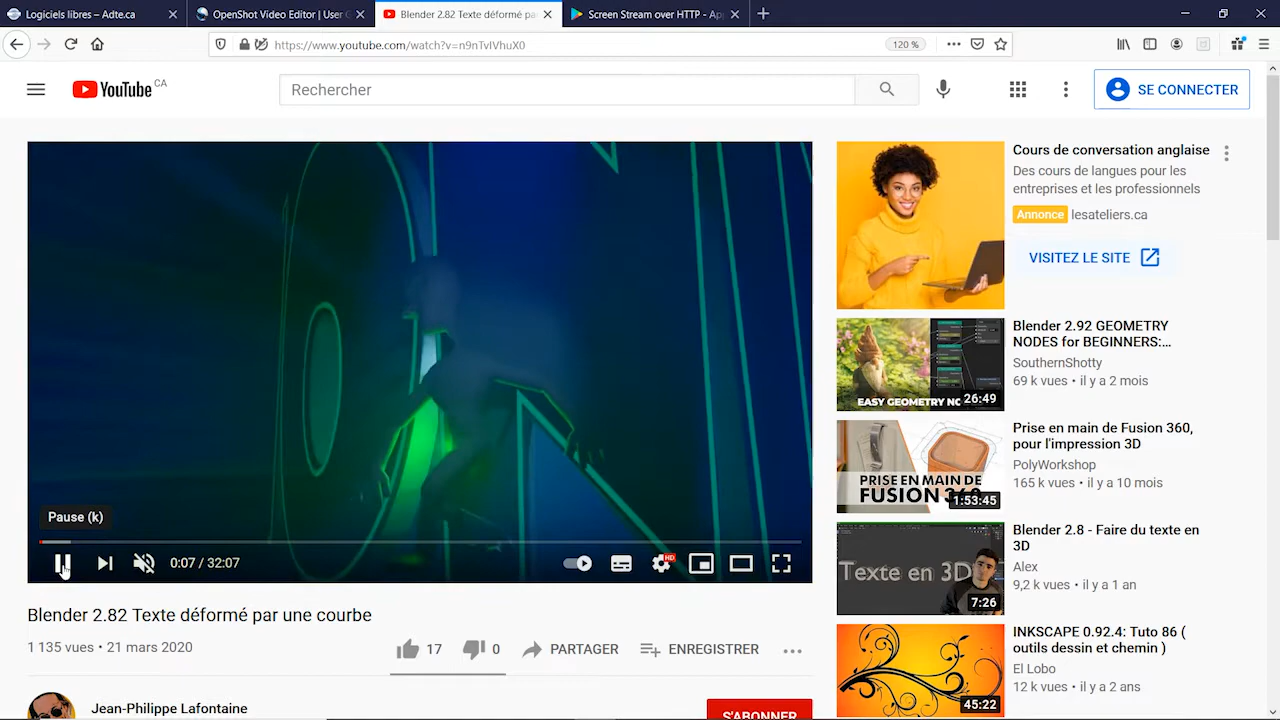 Logiciels libres – Adteca
OpenShot Video Editor | User G
Blender 2.82 Texte déformé pa
Screen Stream over HTTP - App
https://www.youtube.com/watch?v=n9nTvIVhuX0
120 %
YouTube CA
Rechercher
SE CONNECTER
Pause (k)
0:07 / 32:07
HD
Blender 2.82 Texte déformé par une courbe
1 135 vues • 21 mars 2020
17
0
PARTAGER
ENREGISTRER
Jean-Philippe Lafontaine
S'ABONNER
Cours de conversation anglaise
Des cours de langues pour les
entreprises et les professionnels
Annonce lesateliers.ca
VISITEZ LE SITE
EASY GEOMETRY NO
26:49
Blender 2.92 GEOMETRY
NODES for BEGINNERS:...
SouthernShotty
69 k vues • il y a 2 mois
PRISE EN MAIN DE
FUSION 360
1:53:45
Prise en main de Fusion 360,
pour l'impression 3D
PolyWorkshop
165 k vues • il y a 10 mois
Texte en 3D
7:26
Blender 2.8 - Faire du texte en
3D
Alex
9,2 k vues • il y a 1 an
45:22
INKSCAPE 0.92.4: Tuto 86 (
outils dessin et chemin )
El Lobo
12 k vues • il y a 2 ans